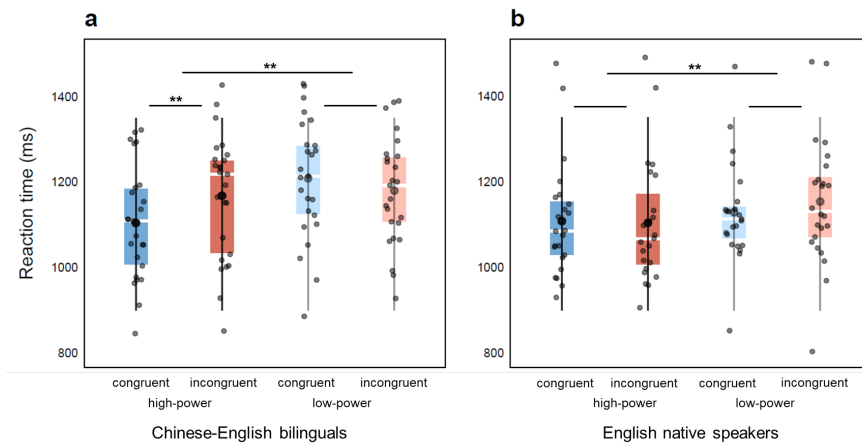 a
b
**
**
**
Reaction time (ms)
1400
1200
1000
800
1400
1200
1000
800
congruent incongruent congruent incongruent
high-power low-power
Chinese-English bilinguals
congruent incongruent congruent incongruent
high-power low-power
English native speakers